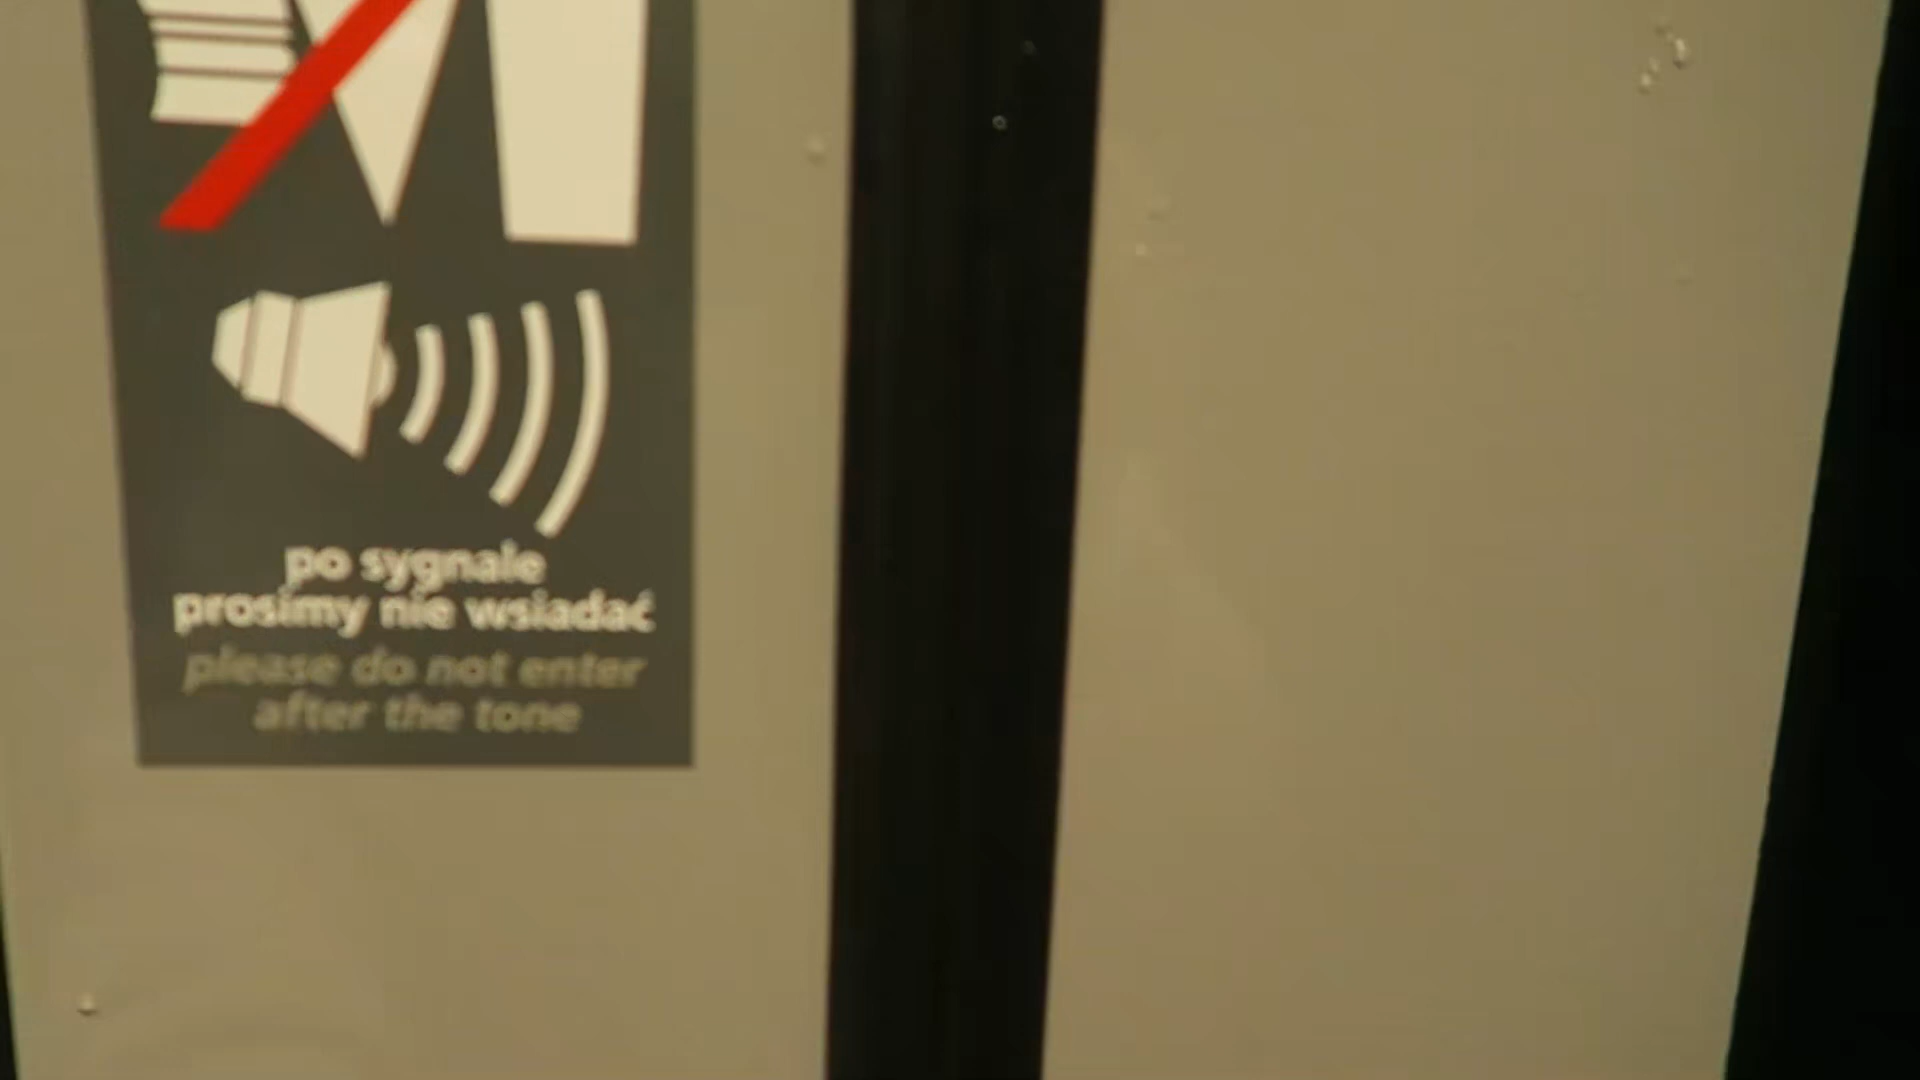 po sygnale
prosimy nie wsiadać
please do not enter
after the tone